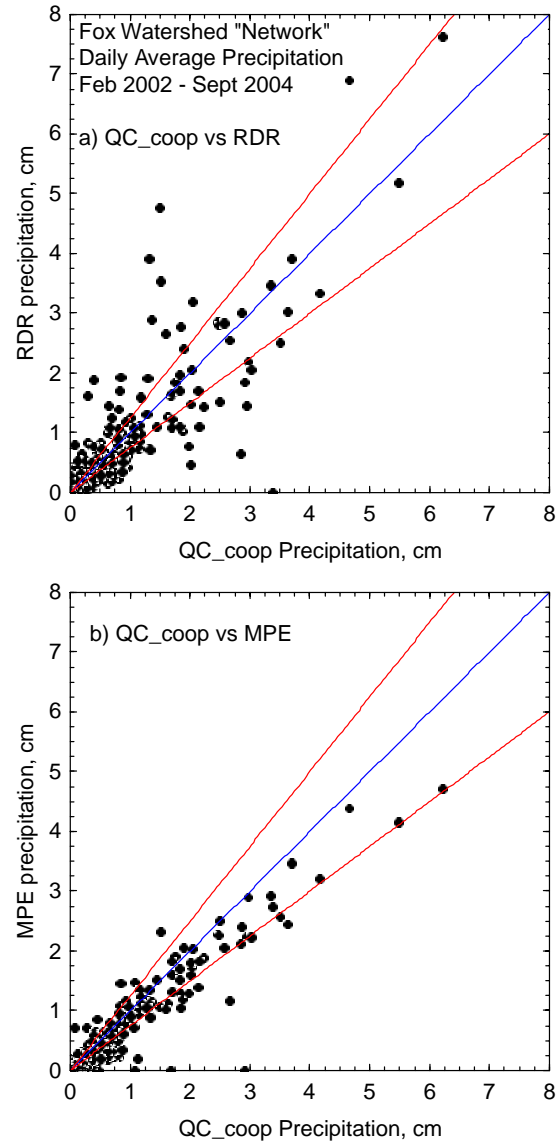 Fox Watershed "Network"
Daily Average Precipitation
Feb 2002 - Sept 2004
a) QC_coop vs RDR
8
7
6
5
4
3
2
1
0
RDR precipitation, cm
0 1 2 3 4 5 6 7 8
QC_coop Precipitation, cm
b) QC_coop vs MPE
8
7
6
5
4
3
2
1
0
MPE precipitation, cm
0 1 2 3 4 5 6 7 8
QC_coop Precipitation, cm